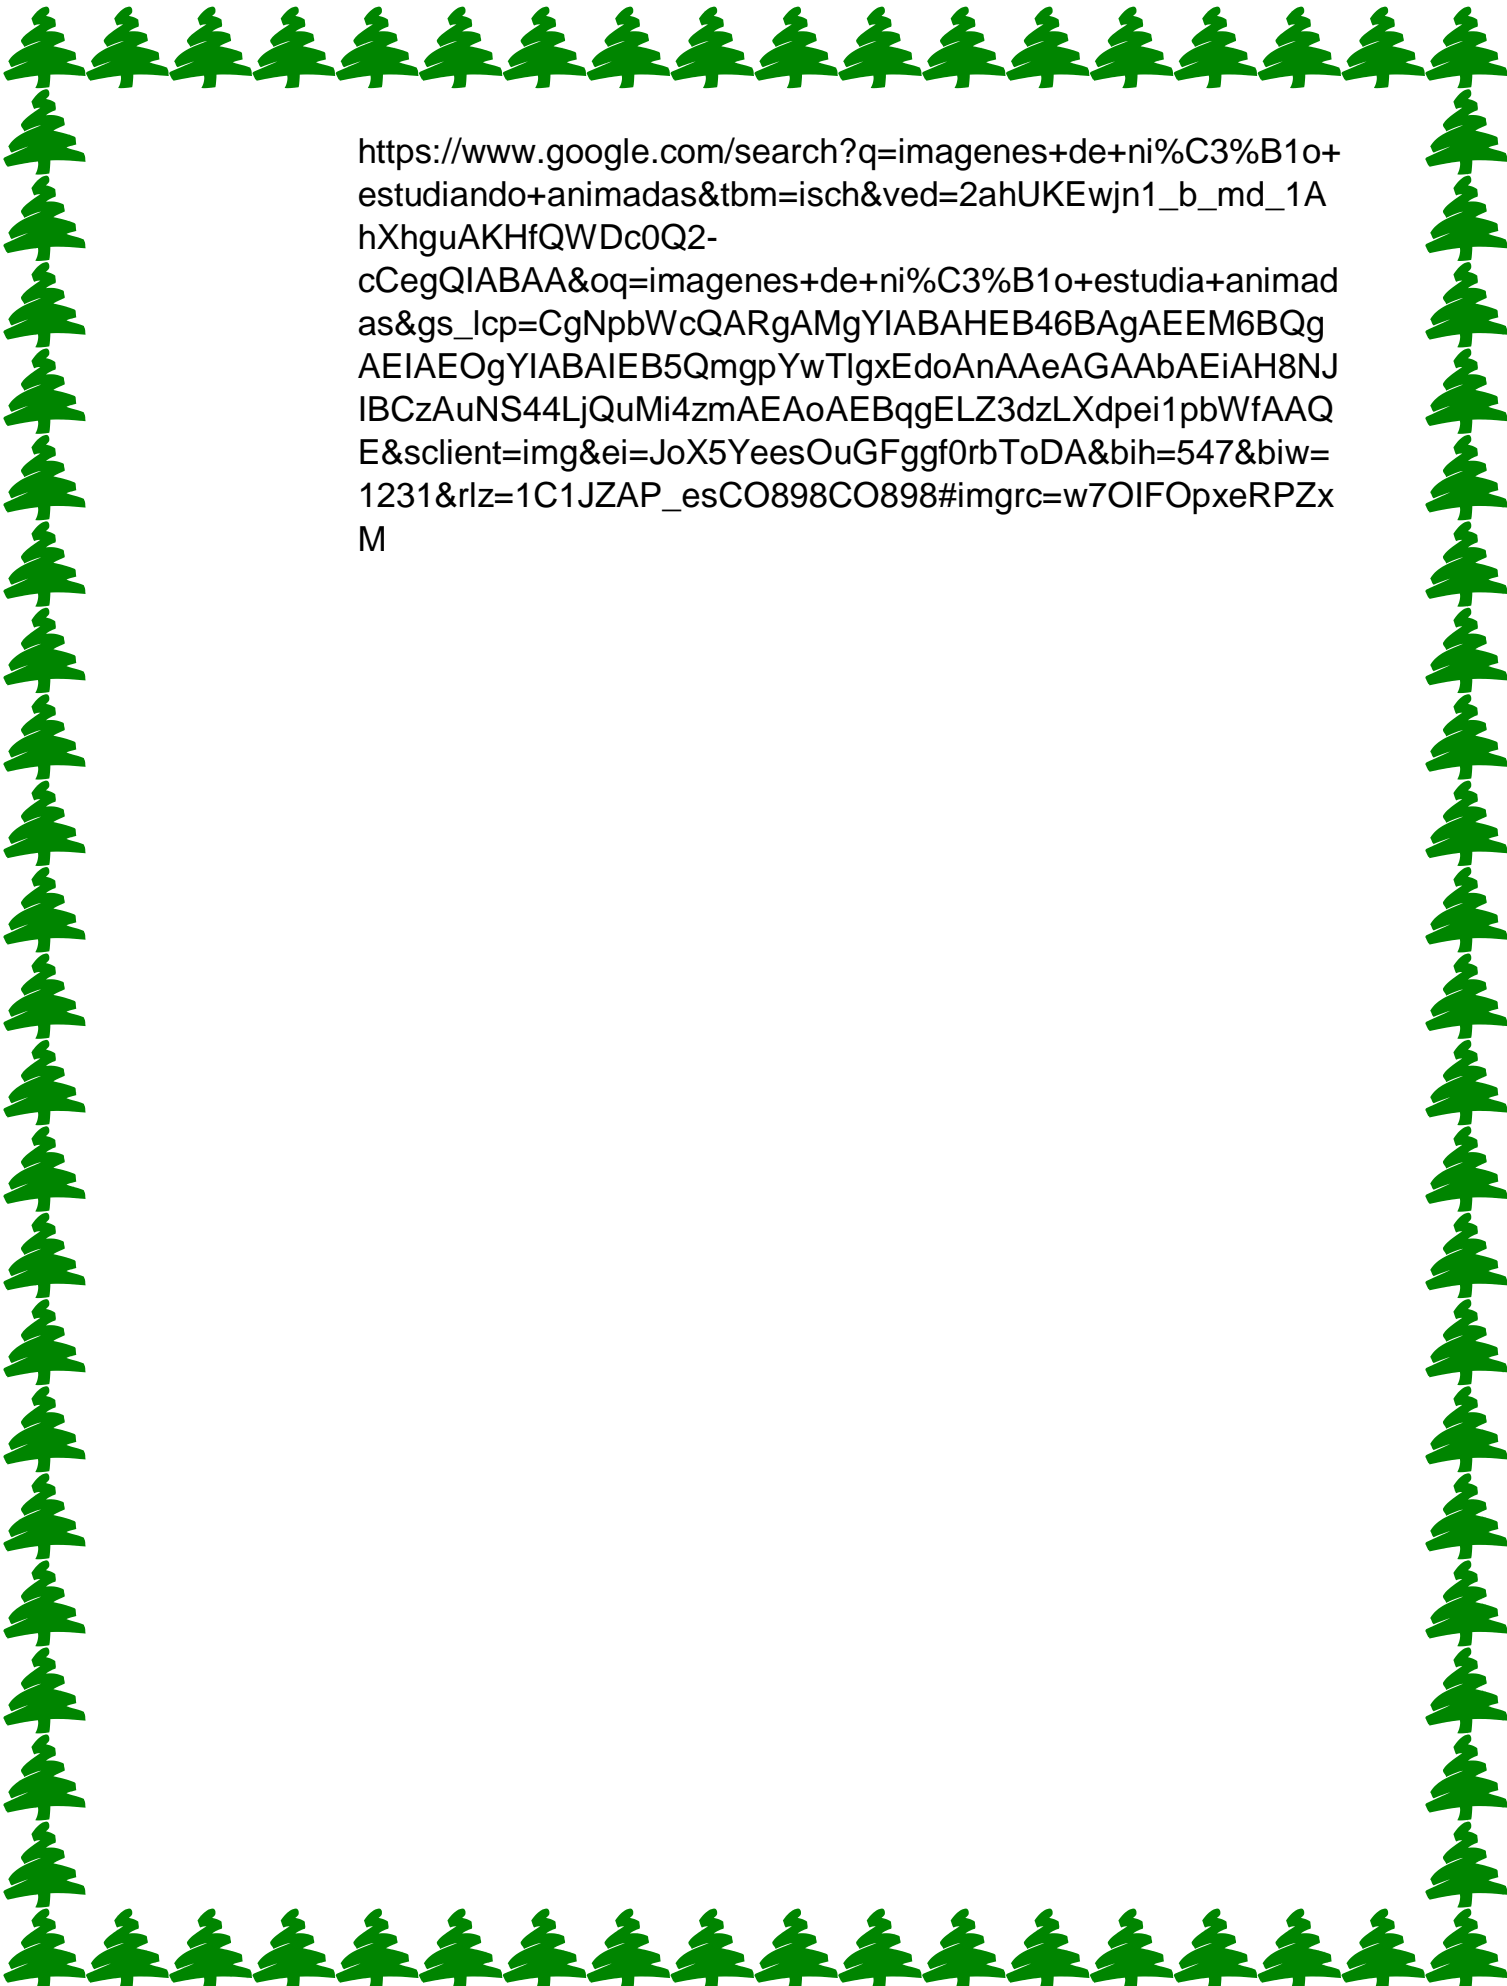 https://www.google.com/search?q=imagenes+de+ni%C3%B1o+
estudiando+animadas&tbm=isch&ved=2ahUKEwjn1_b_md_1A
hXhguAKHfQWDc0Q2-
cCegQIABAA&oq=imagenes+de+ni%C3%B1o+estudia+animad
as&gs_lcp=CgNpbWcQARgAMgYIABAHEB46BAgAEEM6BQg
AEIAEOgYIABAIEB5QmgpYwTlgxEdoAnAAeAGAAbAEiAH8NJ
IBCzAuNS44LjQuMi4zmAEAoAEBqgELZ3dzLXdpei1pbWfAAQ
E&sclient=img&ei=JoX5YeesOuGFggf0rbToDA&bih=547&biw=
1231&rlz=1C1JZAP_esCO898CO898#imgrc=w7OIFOpxeRPZx
M